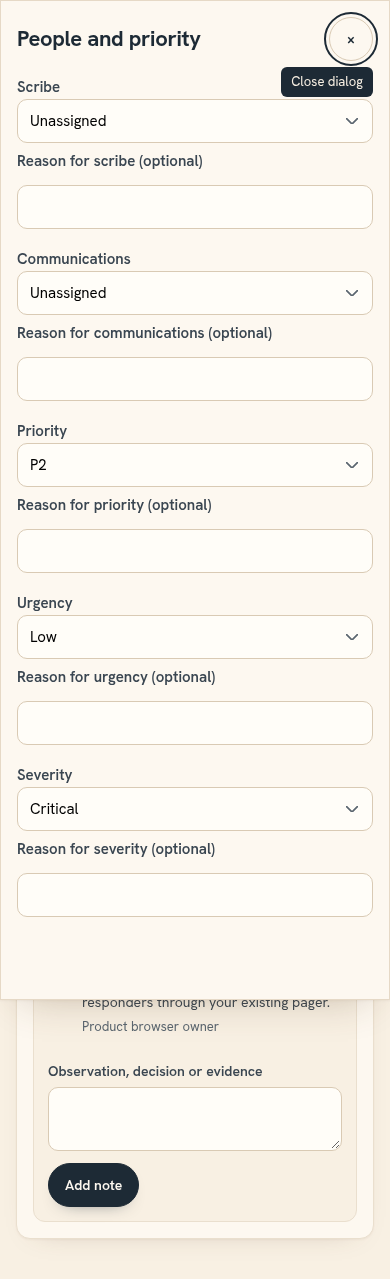 People and priority
×
Close dialog
Scribe
Unassigned
Reason for scribe (optional)
Communications
Unassigned
Reason for communications (optional)
Priority
P2
Reason for priority (optional)
Urgency
Low
Reason for urgency (optional)
Severity
Critical
Reason for severity (optional)
responders through your existing pager.
Product browser owner
Observation, decision or evidence
Add note